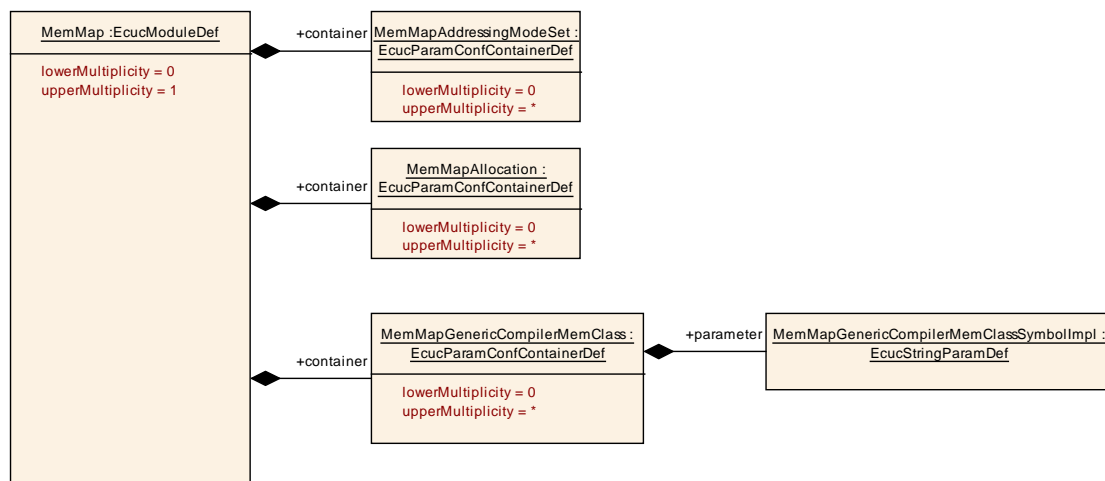 MemMap :EcucModuleDef
lowerMultiplicity = 0
upperMultiplicity = 1
+container
MemMapAddressingModeSet :
EcucParamConfContainerDef
lowerMultiplicity = 0
upperMultiplicity = *
+container
MemMapAllocation :
EcucParamConfContainerDef
lowerMultiplicity = 0
upperMultiplicity = *
+container
MemMapGenericCompilerMemClass :
EcucParamConfContainerDef
lowerMultiplicity = 0
upperMultiplicity = *
+parameter
MemMapGenericCompilerMemClassSymbolImpl :
EcucStringParamDef